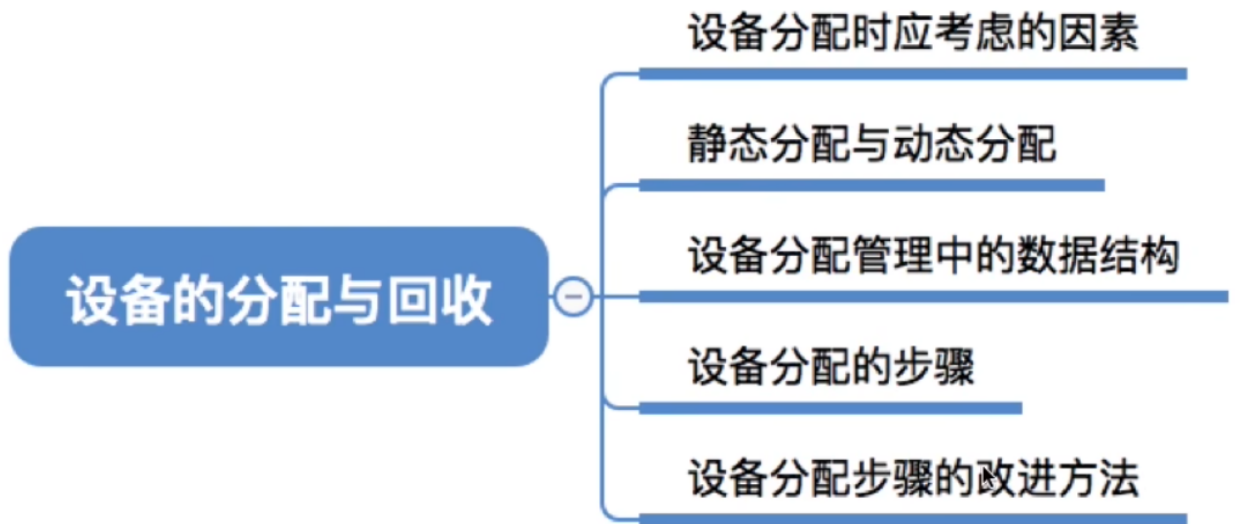 设备的分配与回收
设备分配时应考虑的因素
静态分配与动态分配
设备分配管理中的数据结构
设备分配的步骤
设备分配步骤的改进方法